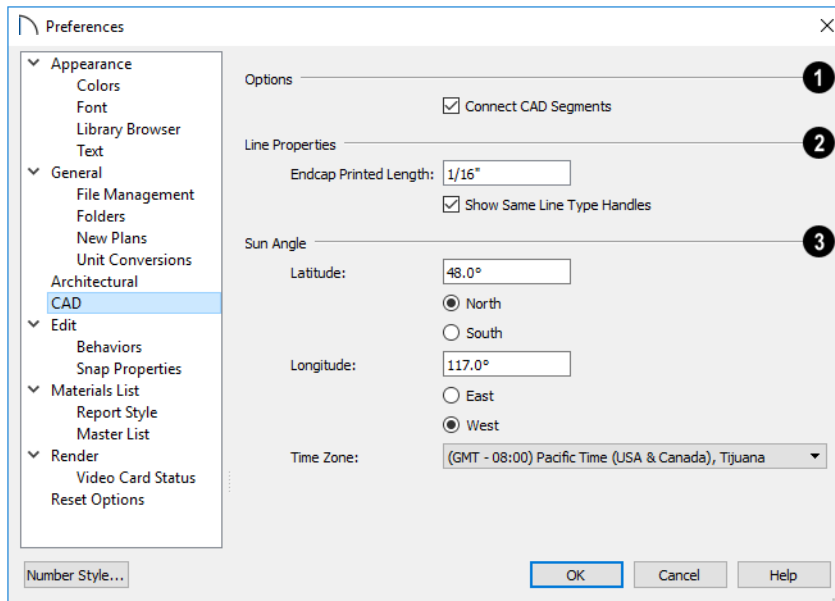 Preferences
Appearance
Colors
Font
Library Browser
Text
General
File Management
Folders
New Plans
Unit Conversions
Architectural
CAD
Edit
Behaviors
Snap Properties
Materials List
Report Style
Master List
Render
Video Card Status
Reset Options
Options 1
Connect CAD Segments
Line Properties 2
Endcap Printed Length: 1/16"
Show Same Line Type Handles
Sun Angle 3
Latitude: 48.0°
North
South
Longitude: 117.0°
East
West
Time Zone: (GMT - 08:00) Pacific Time (USA & Canada), Tijuana
Number Style... OK Cancel Help